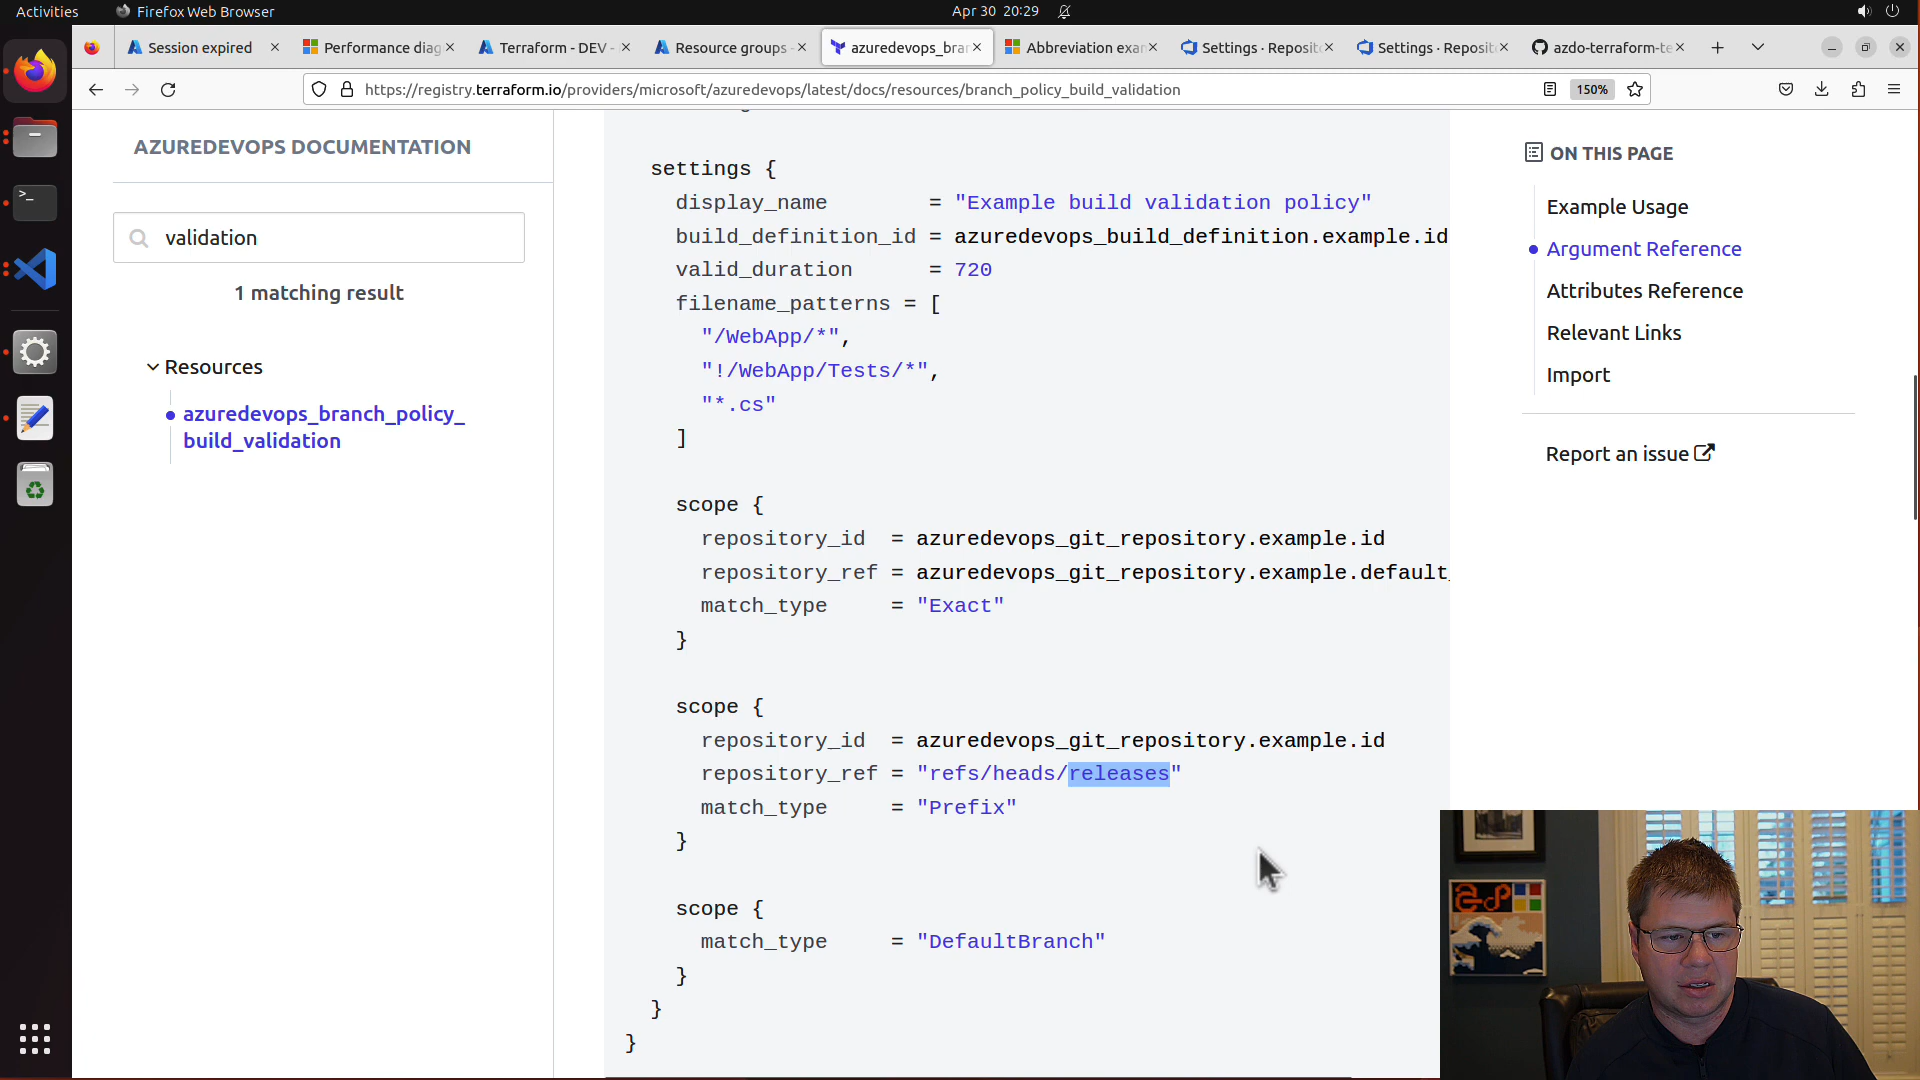 Activities
Firefox Web Browser
Apr 30 20:29
Session expired
Performance diag
Terraform - DEV -
Resource groups -
azuredevops_bra
Abbreviation exa
Settings · Reposit
Settings · Reposit
azdo-terraform-te
https://registry.terraform.io/providers/microsoft/azuredevops/latest/docs/resources/branch_policy_build_validation
150%
AZUREDEVOPS DOCUMENTATION
validation
1 matching result
Resources
azuredevops_branch_policy_
build_validation
settings {
display_name = "Example build validation policy"
build_definition_id = azuredevops_build_definition.example.id
valid_duration = 720
filename_patterns = [
"/WebApp/*",
"!/WebApp/Tests/*",
"*.cs"
]
scope {
repository_id = azuredevops_git_repository.example.id
repository_ref = azuredevops_git_repository.example.default_
match_type = "Exact"
}
scope {
repository_id = azuredevops_git_repository.example.id
repository_ref = "refs/heads/releases"
match_type = "Prefix"
}
scope {
match_type = "DefaultBranch"
}
}
}
ON THIS PAGE
Example Usage
Argument Reference
Attributes Reference
Relevant Links
Import
Report an issue